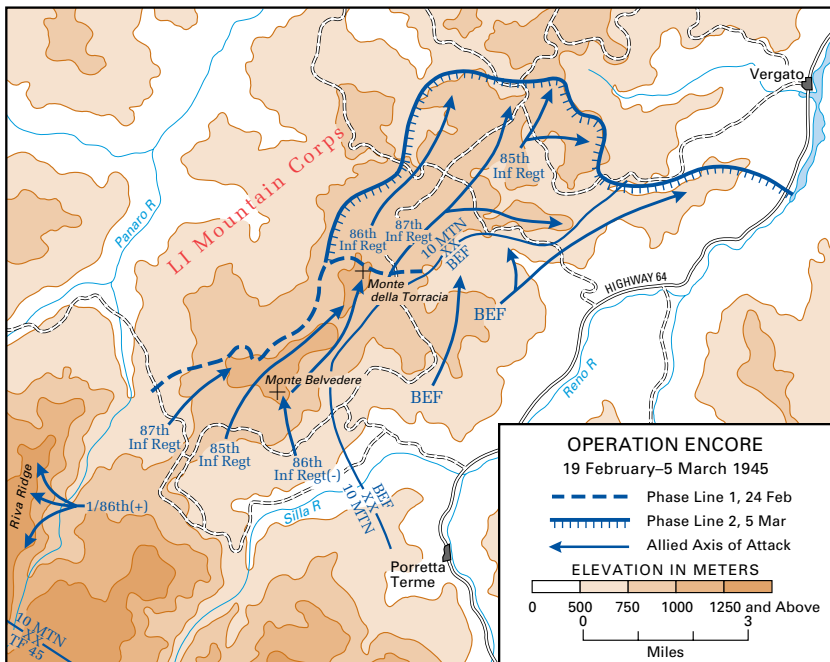 Vergato
LI Mountain Corps
Panaro R
85th
Inf Regt
86th
Inf Regt
87th
Inf Regt
10 MTN
XX
BEF
Monte
della Torracia
HIGHWAY 64
BEF
Reno R
Monte Belvedere
BEF
87th
Inf Regt
85th
Inf Regt
86th
Inf Regt(-)
Riva Ridge
1/86th(+)
Silla R
BEF
XX
10 MTN
Porretta
Terme
10 MTN
XX
TF 45
OPERATION ENCORE
19 February–5 March 1945
Phase Line 1, 24 Feb
Phase Line 2, 5 Mar
Allied Axis of Attack
ELEVATION IN METERS
0 500 750 1000 1250 and Above
0 3
Miles